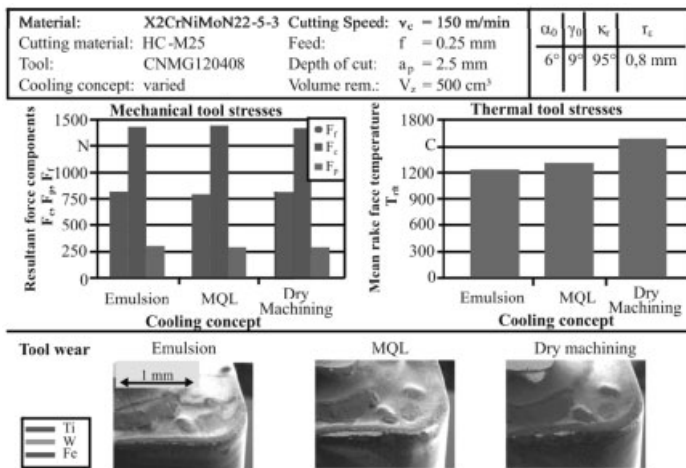 Material: X2CrNiMoN22-5-3 Cutting Speed: vc = 150 m/min
Cutting material: HC-M25 Feed: f = 0.25 mm
Tool: CNMG120408 Depth of cut: ap = 2.5 mm
Cooling concept: varied Volume rem.: Vz = 500 cm³
α0 γ0 κr rε
6° 9° 95° 0,8 mm
Mechanical tool stresses
Resultant force components
Fc, Fp, Ff
1500
N
1000
750
500
250
0
Ff
Fc
Fp
Emulsion MQL Dry
Machining
Cooling concept
Thermal tool stresses
Mean rake face temperature
1800
C
1200
900
600
300
0
Emulsion MQL Dry
Machining
Cooling concept
Tool wear Emulsion MQL Dry machining
1 mm
Ti
W
Fe